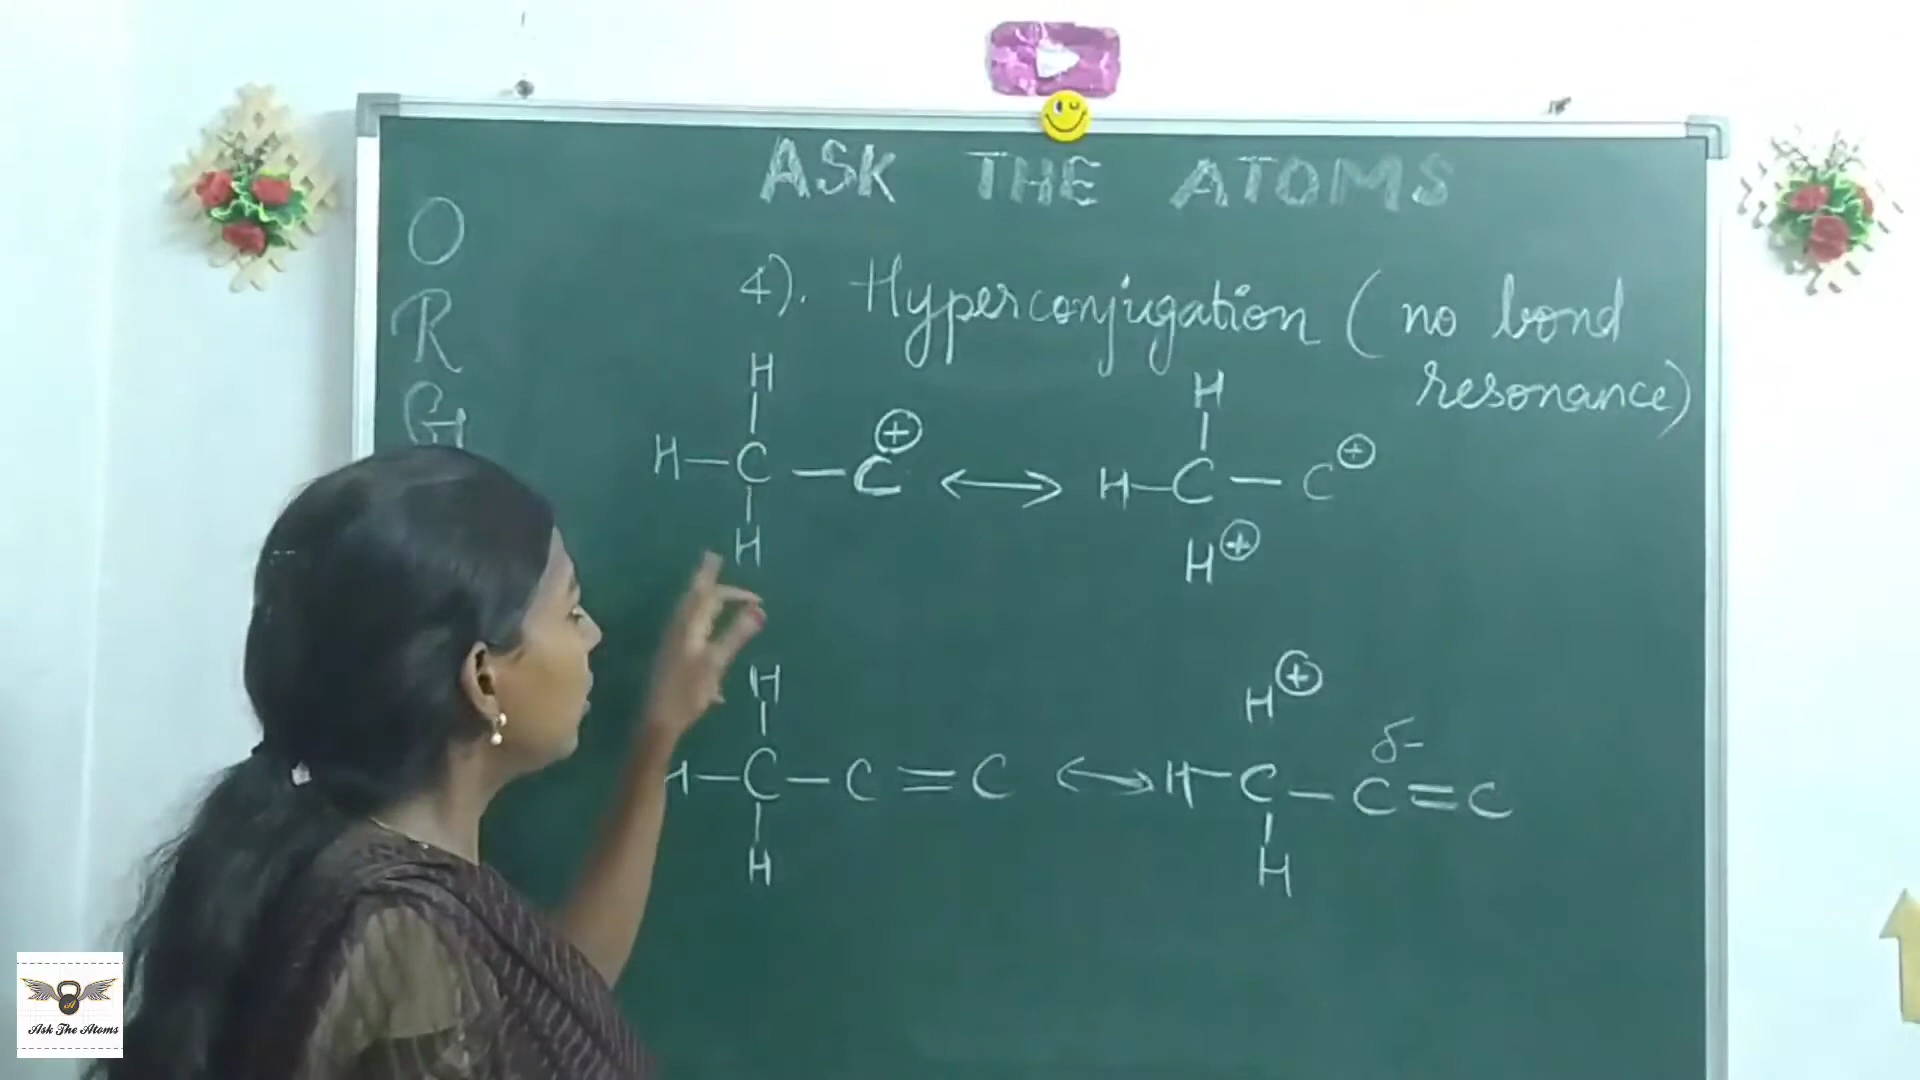 ASK THE ATOMS
O
R
G
4). Hyperconjugation (no bond
resonance)
H H
H-C-C⊕ ↔ H-C-C⊕
H H⊕
H H⊕
δ-
H-C-C=C ↔ H-C-C=C
H H
Ask The Atoms